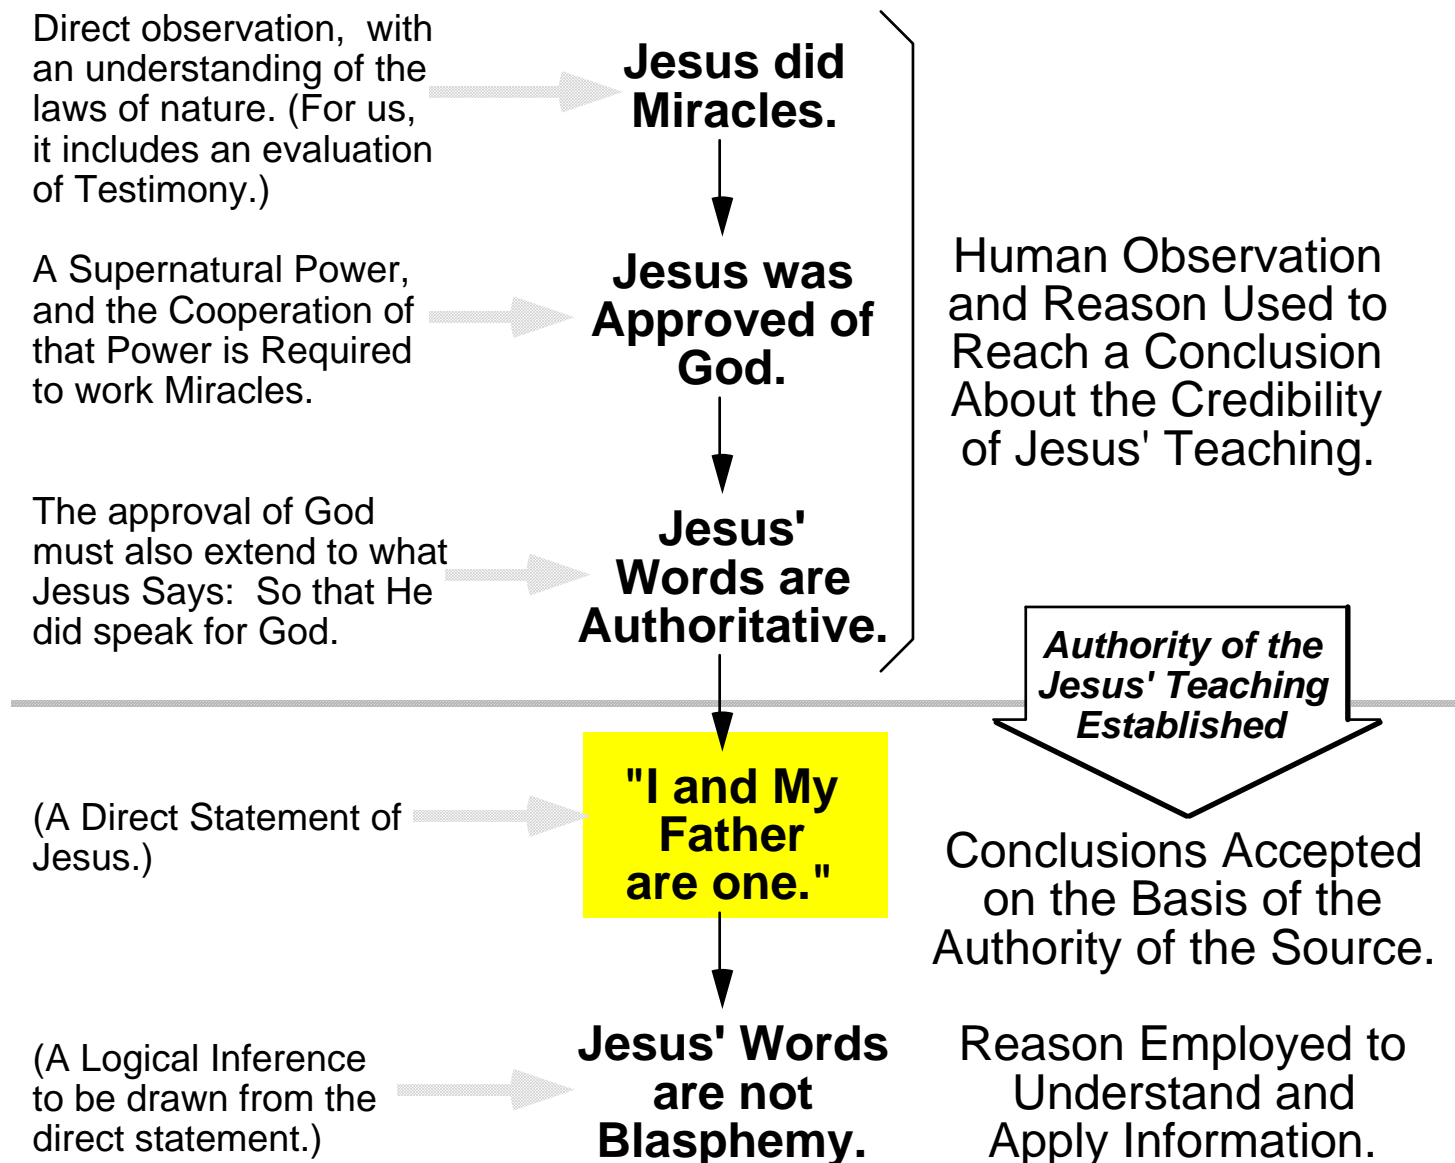 Direct observation,  with
an understanding of the
laws of nature. (For us,
it includes an evaluation
of Testimony.)
Jesus did
Miracles.
A Supernatural Power,
and the Cooperation of
that Power is Required
to work Miracles.
Jesus was
Approved of
God.
Human Observation
and Reason Used to
Reach a Conclusion
About the Credibility
of Jesus' Teaching.
The approval of God
must also extend to what
Jesus Says:  So that He
did speak for God.
Jesus'
Words are
Authoritative.
Authority of the
Jesus' Teaching
Established
(A Direct Statement of
Jesus.)
"I and My
Father
are one."
Conclusions Accepted
on the Basis of the
Authority of the Source.
(A Logical Inference
to be drawn from the
direct statement.)
Jesus' Words
are not
Blasphemy.
Reason Employed to
Understand and
Apply Information.